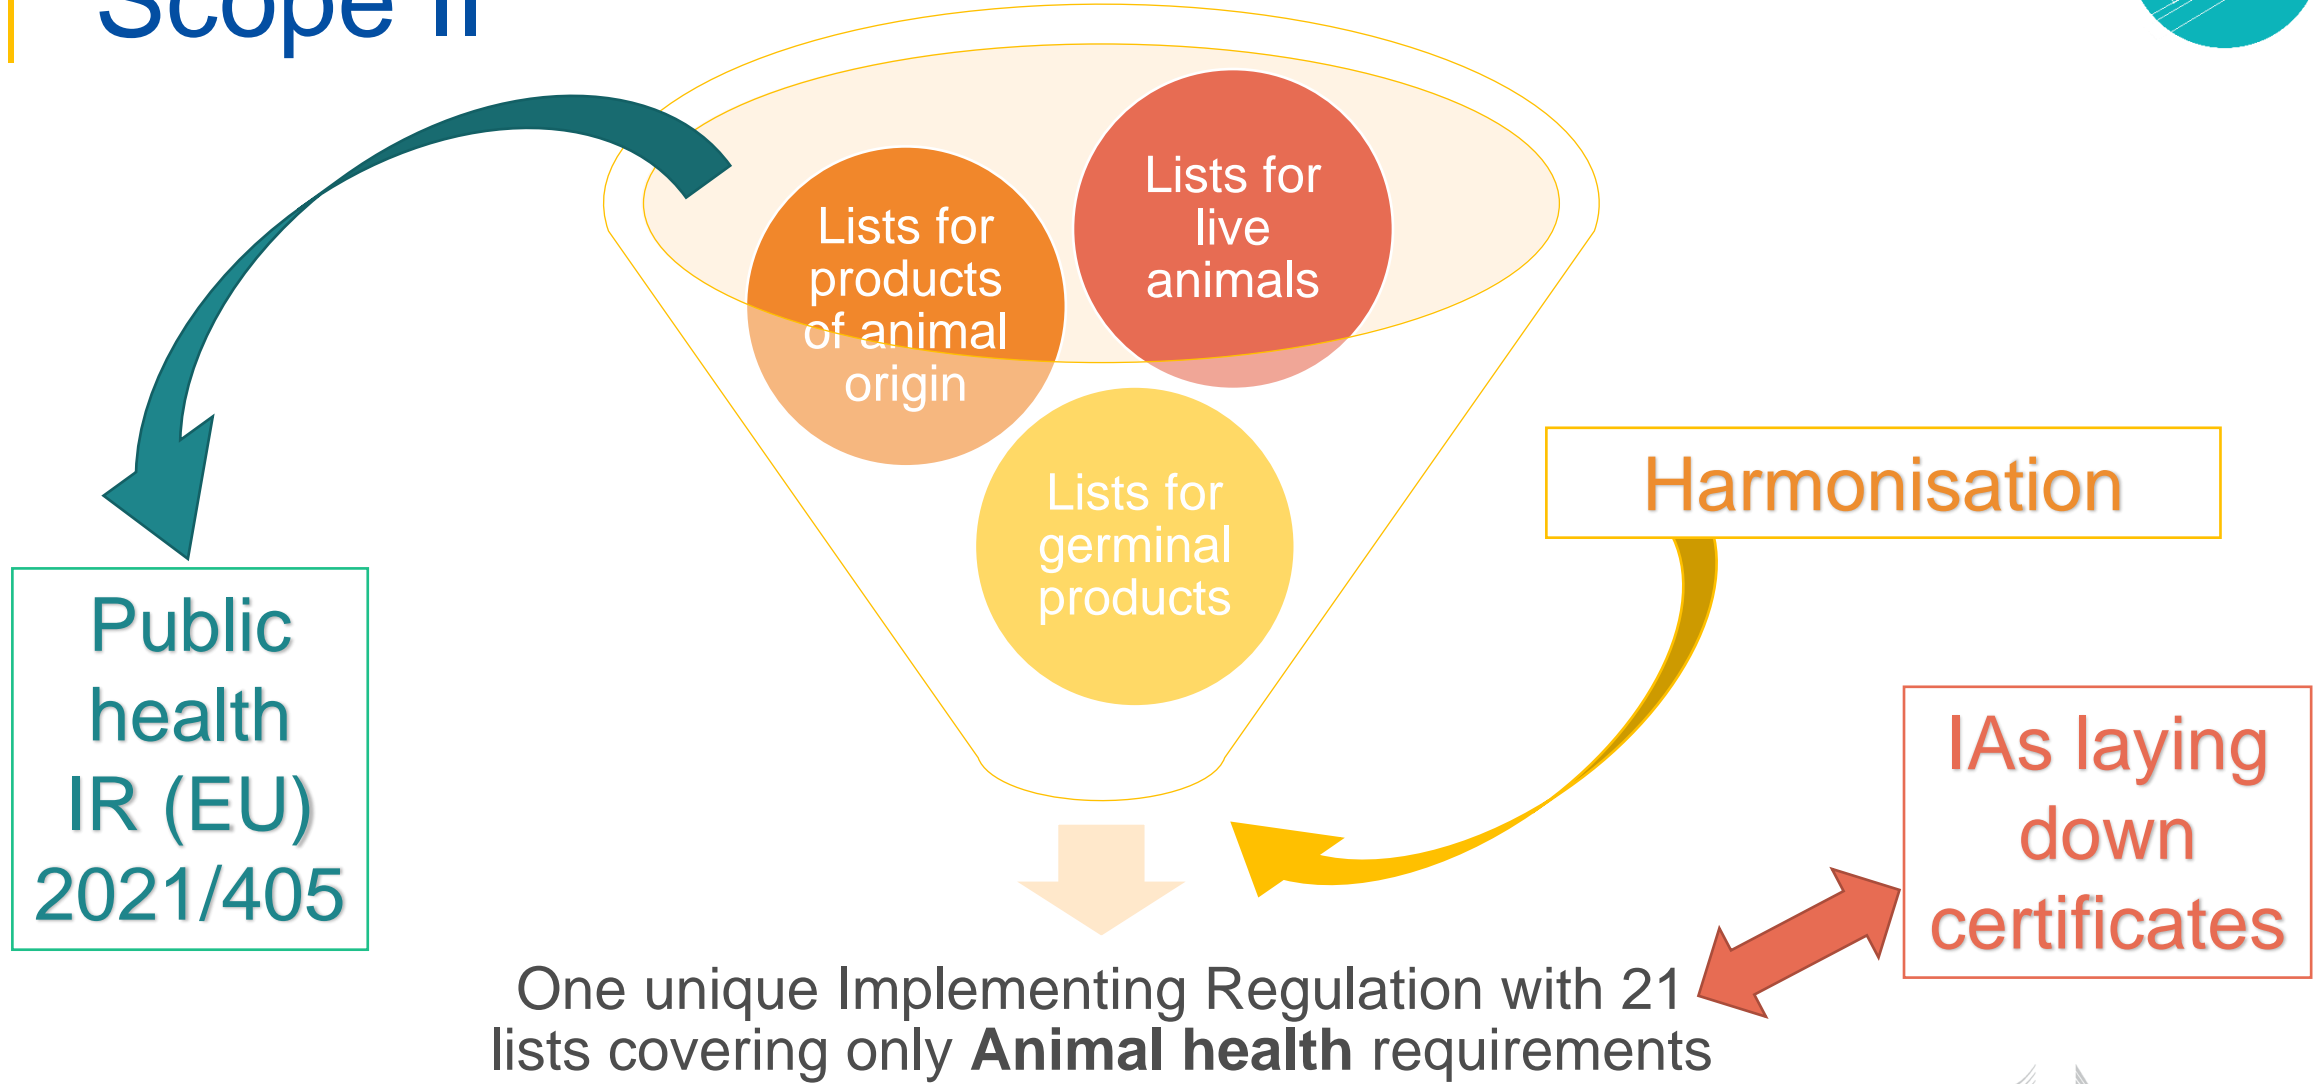 Scope II
Lists for
products
of animal
origin
Lists for
live
animals
Lists for
germinal
products
Harmonisation
Public
health
IR (EU)
2021/405
IAs laying
down
certificates
One unique Implementing Regulation with 21
lists covering only Animal health requirements